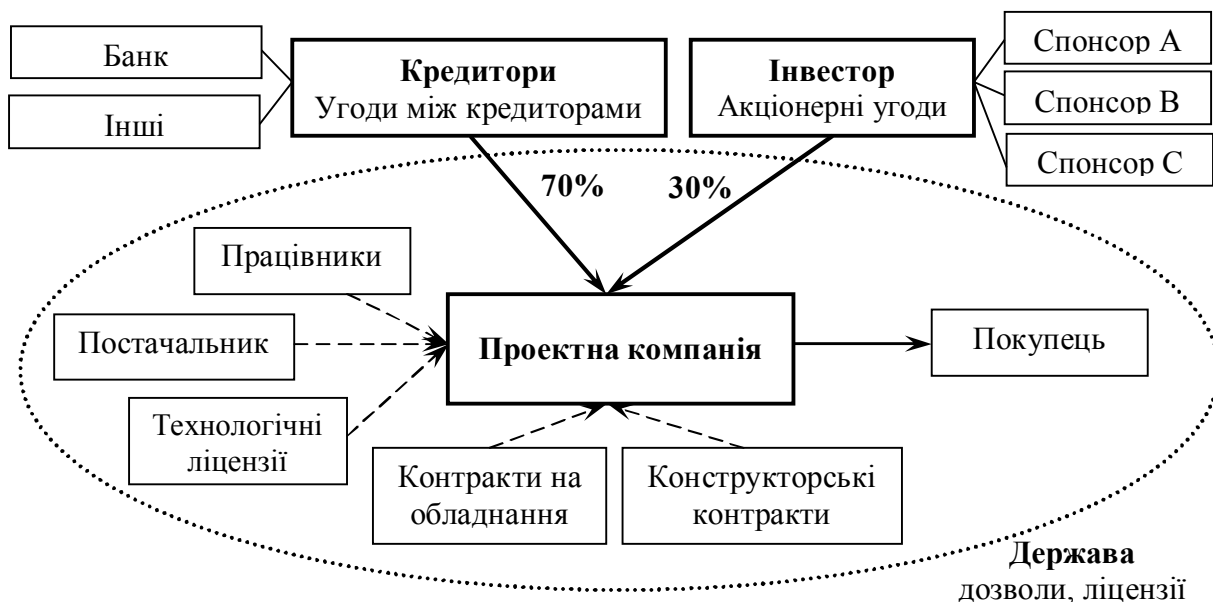 Банк
Інші
Кредитори
Угоди між кредиторами
Інвестор
Акціонерні угоди
Спонсор А
Спонсор В
Спонсор С
70%
30%
Працівники
Постачальник
Технологічні
ліцензії
Проектна компанія
Покупець
Контракти на
обладнання
Конструкторські
контракти
Держава
дозволи, ліцензії